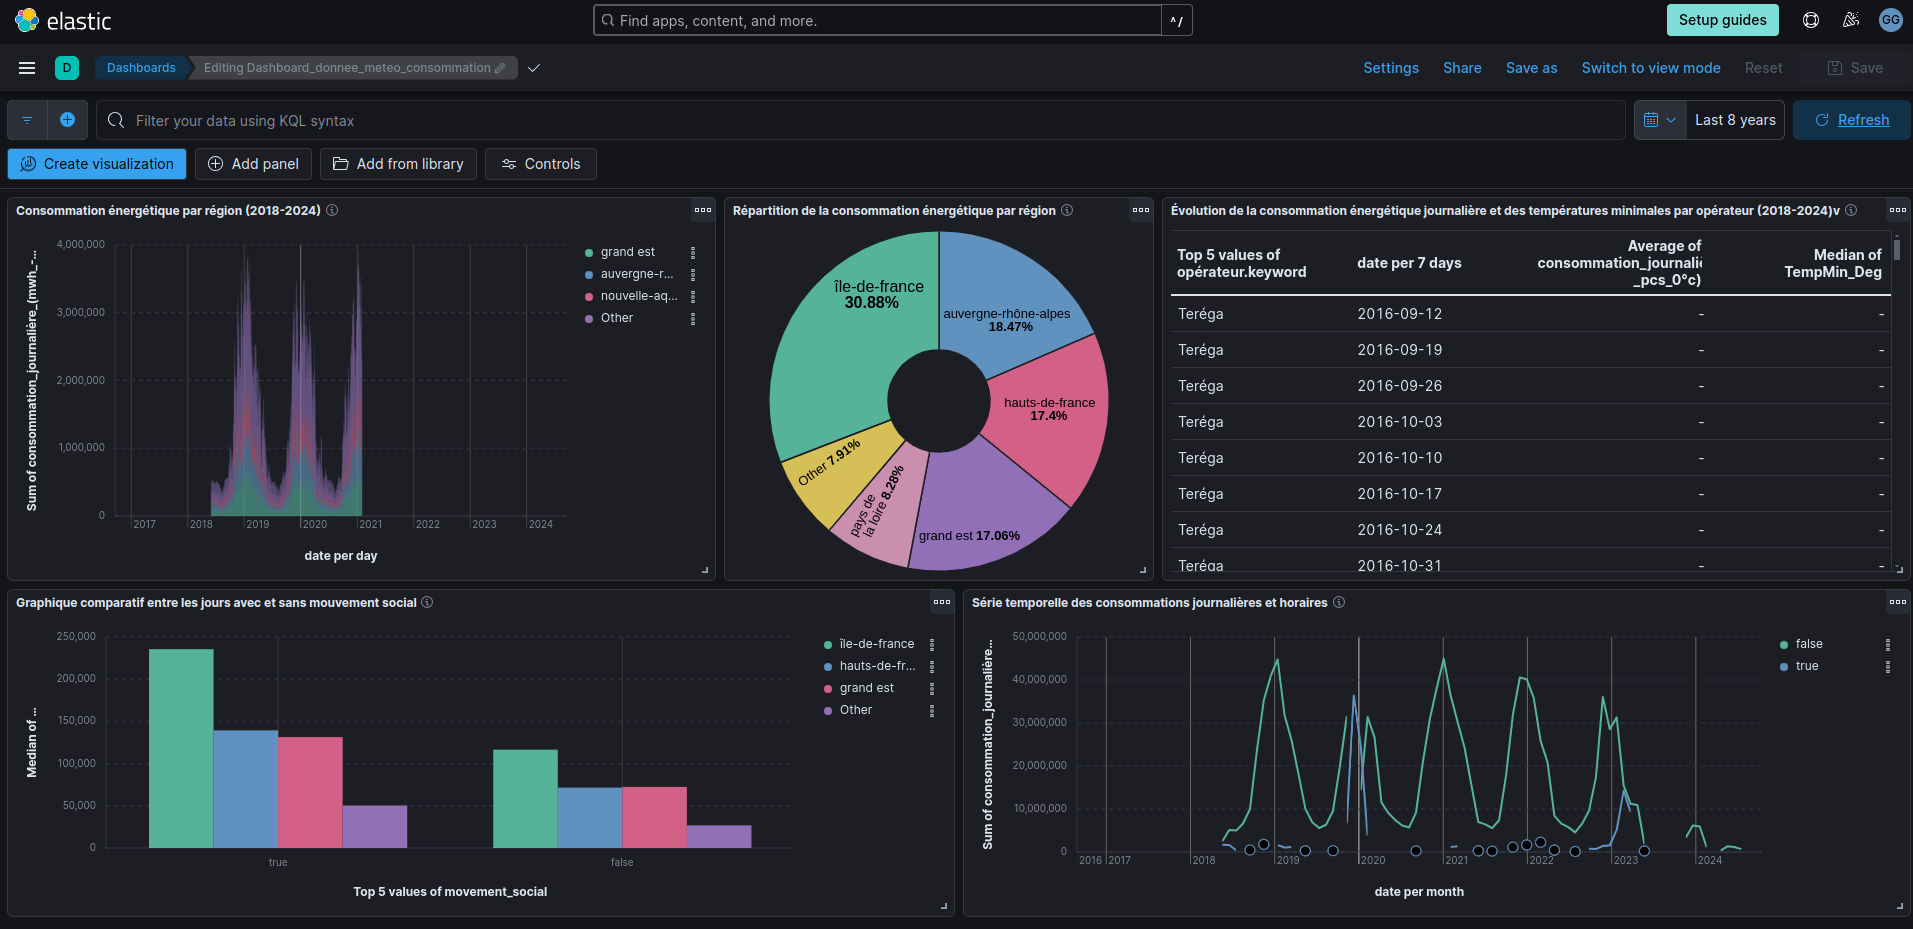 elastic
Find apps, content, and more.
^/
Setup guides
GG
D
Dashboards
Editing Dashboard_donnee_meteo_consommation
Settings
Share
Save as
Switch to view mode
Reset
Save
Filter your data using KQL syntax
Last 8 years
Refresh
Create visualization
Add panel
Add from library
Controls
Consommation énergétique par région (2018-2024)
Sum of consommation_journalière_(mwh_-...
4,000,000
3,000,000
2,000,000
1,000,000
0
2017
2018
2019
2020
2021
2022
2023
2024
date per day
grand est
auvergne-r...
nouvelle-aq...
Other
Répartition de la consommation énergétique par région
île-de-france
30.88%
auvergne-rhône-alpes
18.47%
hauts-de-france
17.4%
grand est 17.06%
pays de
la loire 8.28%
Other 7.91%
Évolution de la consommation énergétique journalière et des températures minimales par opérateur (2018-2024)v
Top 5 values of
opérateur.keyword
date per 7 days
Average of
consommation_journaliè
_pcs_0°c)
Median of
TempMin_Deg
Teréga 2016-09-12 - -
Teréga 2016-09-19 - -
Teréga 2016-09-26 - -
Teréga 2016-10-03 - -
Teréga 2016-10-10 - -
Teréga 2016-10-17 - -
Teréga 2016-10-24 - -
Teréga 2016-10-31 - -
Graphique comparatif entre les jours avec et sans mouvement social
Median of ...
250,000
200,000
150,000
100,000
50,000
0
true
false
Top 5 values of movement_social
île-de-france
hauts-de-fr...
grand est
Other
Série temporelle des consommations journalières et horaires
Sum of consommation_journalière...
50,000,000
40,000,000
30,000,000
20,000,000
10,000,000
0
2016
2017
2018
2019
2020
2021
2022
2023
2024
date per month
false
true